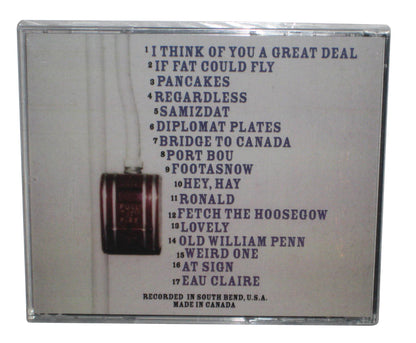 1 I THINK OF YOU A GREAT DEAL
2 IF FAT COULD FLY
3 PANCAKES
4 REGARDLESS
5 SAMIZDAT
6 DIPLOMAT PLATES
7 BRIDGE TO CANADA
8 PORT BOU
9 FOOTASNOW
10 HEY, HAY
11 RONALD
12 FETCH THE HOOSEGOW
13 LOVELY
14 OLD WILLIAM PENN
15 WEIRD ONE
16 AT SIGN
17 EAU CLAIRE
RECORDED IN SOUTH BEND, U.S.A.
MADE IN CANADA
PULL
FIRE